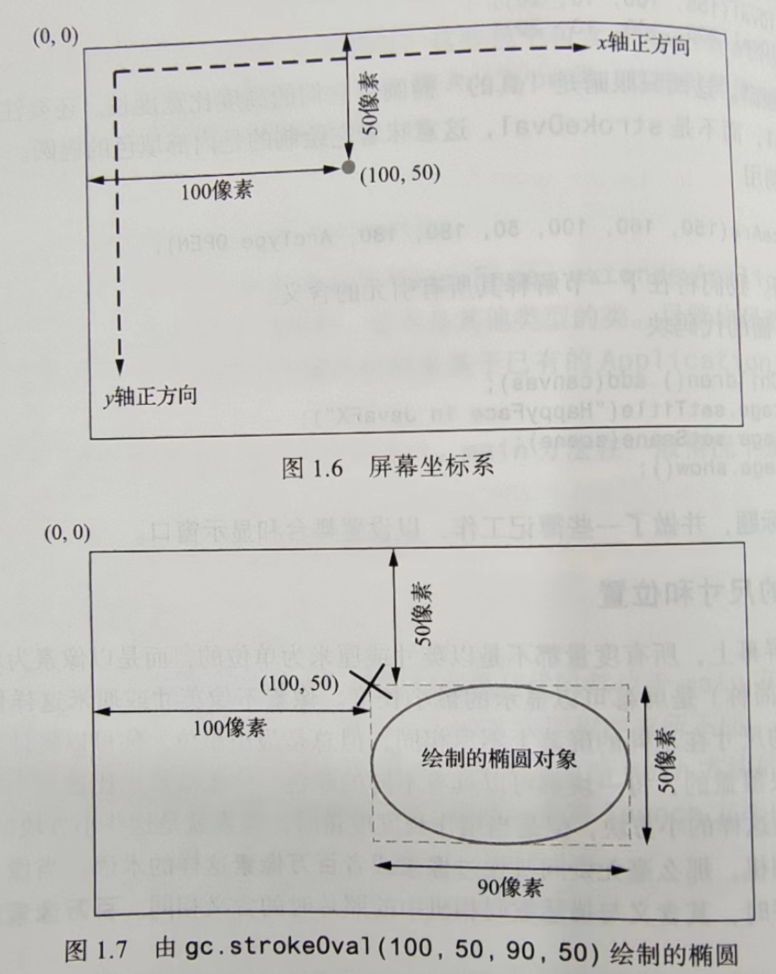 (0, 0)
x轴正方向
50像素
(100, 50)
100像素
y轴正方向
图 1.6 屏幕坐标系
(0, 0)
50像素
(100, 50)
100像素
绘制的椭圆对象
50像素
90像素
图 1.7 由 gc.strokeOval(100, 50, 90, 50) 绘制的椭圆